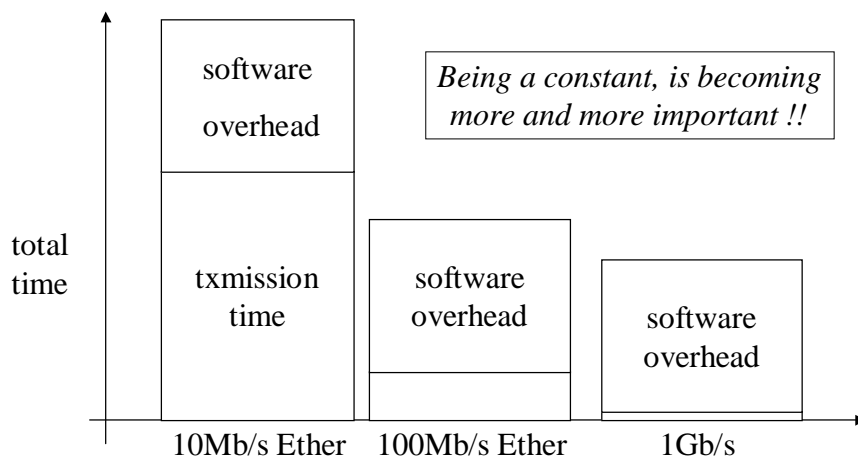 software
overhead
Being a constant, is becoming
more and more important !!
total
time
txmission
time
software
overhead
software
overhead
10Mb/s Ether
100Mb/s Ether
1Gb/s